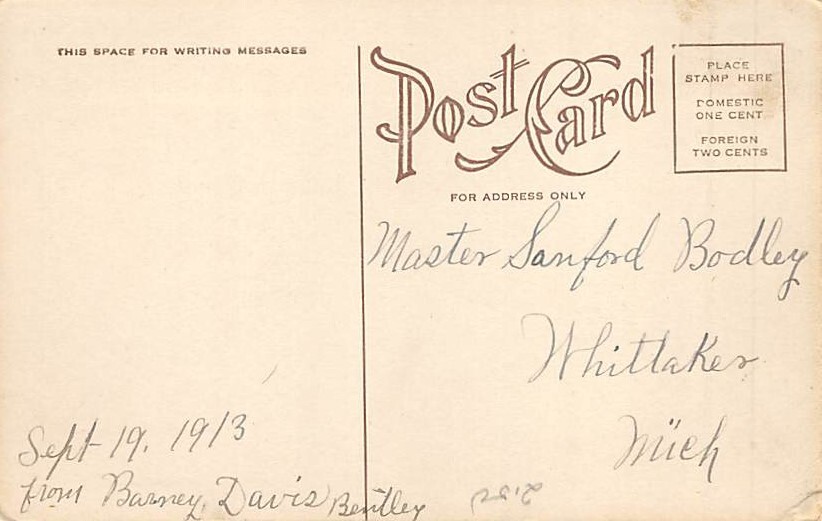 THIS SPACE FOR WRITING MESSAGES
Post Card
FOR ADDRESS ONLY
PLACE
STAMP HERE
DOMESTIC
ONE CENT
FOREIGN
TWO CENTS
Master Sanford Bodley
Whittaker
Mich
Sept 19. 1913
from Barney Davis Bentley